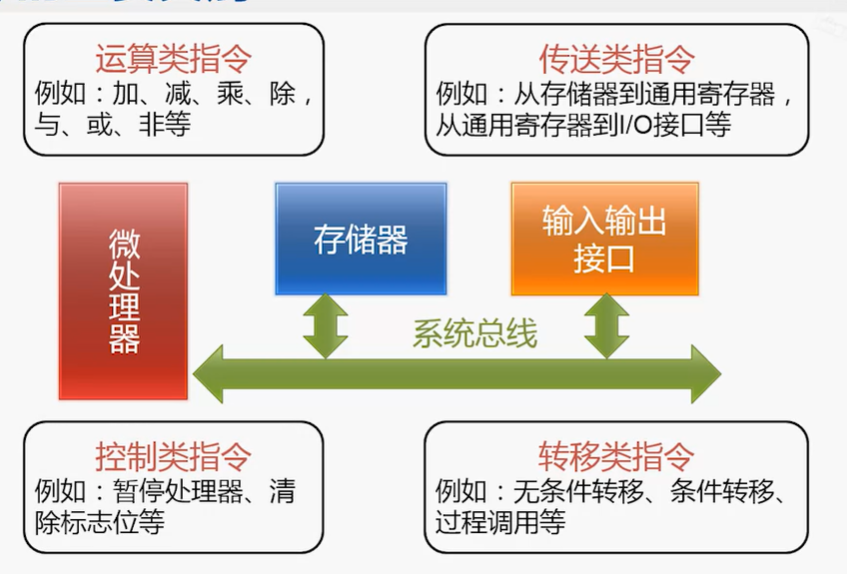 运算类指令
例如：加、减、乘、除，
与、或、非等
传送类指令
例如：从存储器到通用寄存器，
从通用寄存器到I/O接口等
微
处
理
器
存储器
输入输出
接口
系统总线
控制类指令
例如：暂停处理器、清
除标志位等
转移类指令
例如：无条件转移、条件转移、
过程调用等